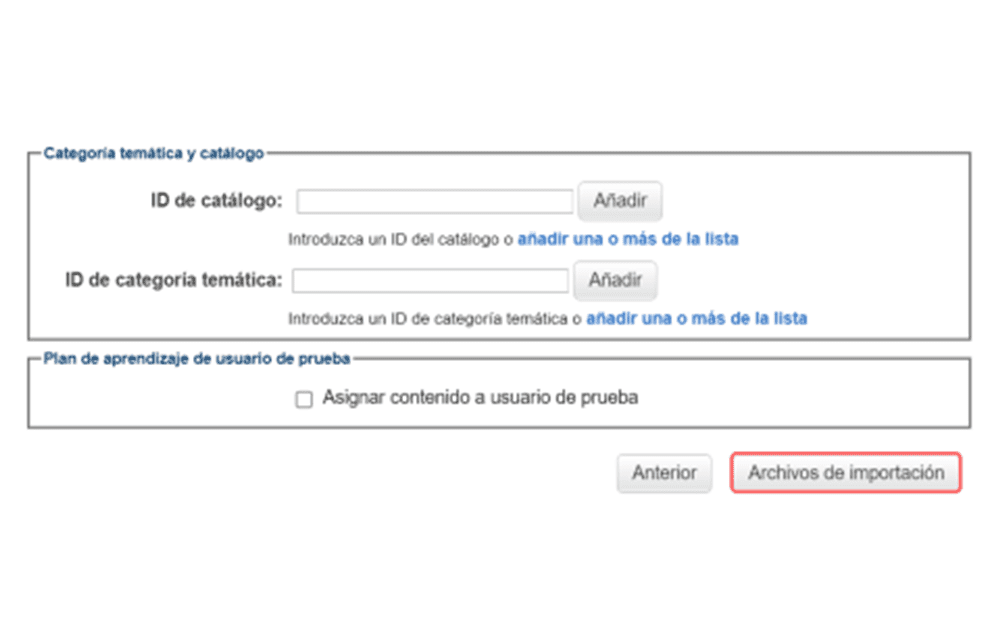 Categoría temática y catálogo
ID de catálogo: Añadir
Introduzca un ID del catálogo o añadir una o más de la lista
ID de categoría temática: Añadir
Introduzca un ID de categoría temática o añadir una o más de la lista
Plan de aprendizaje de usuario de prueba
Asignar contenido a usuario de prueba
Anterior Archivos de importación